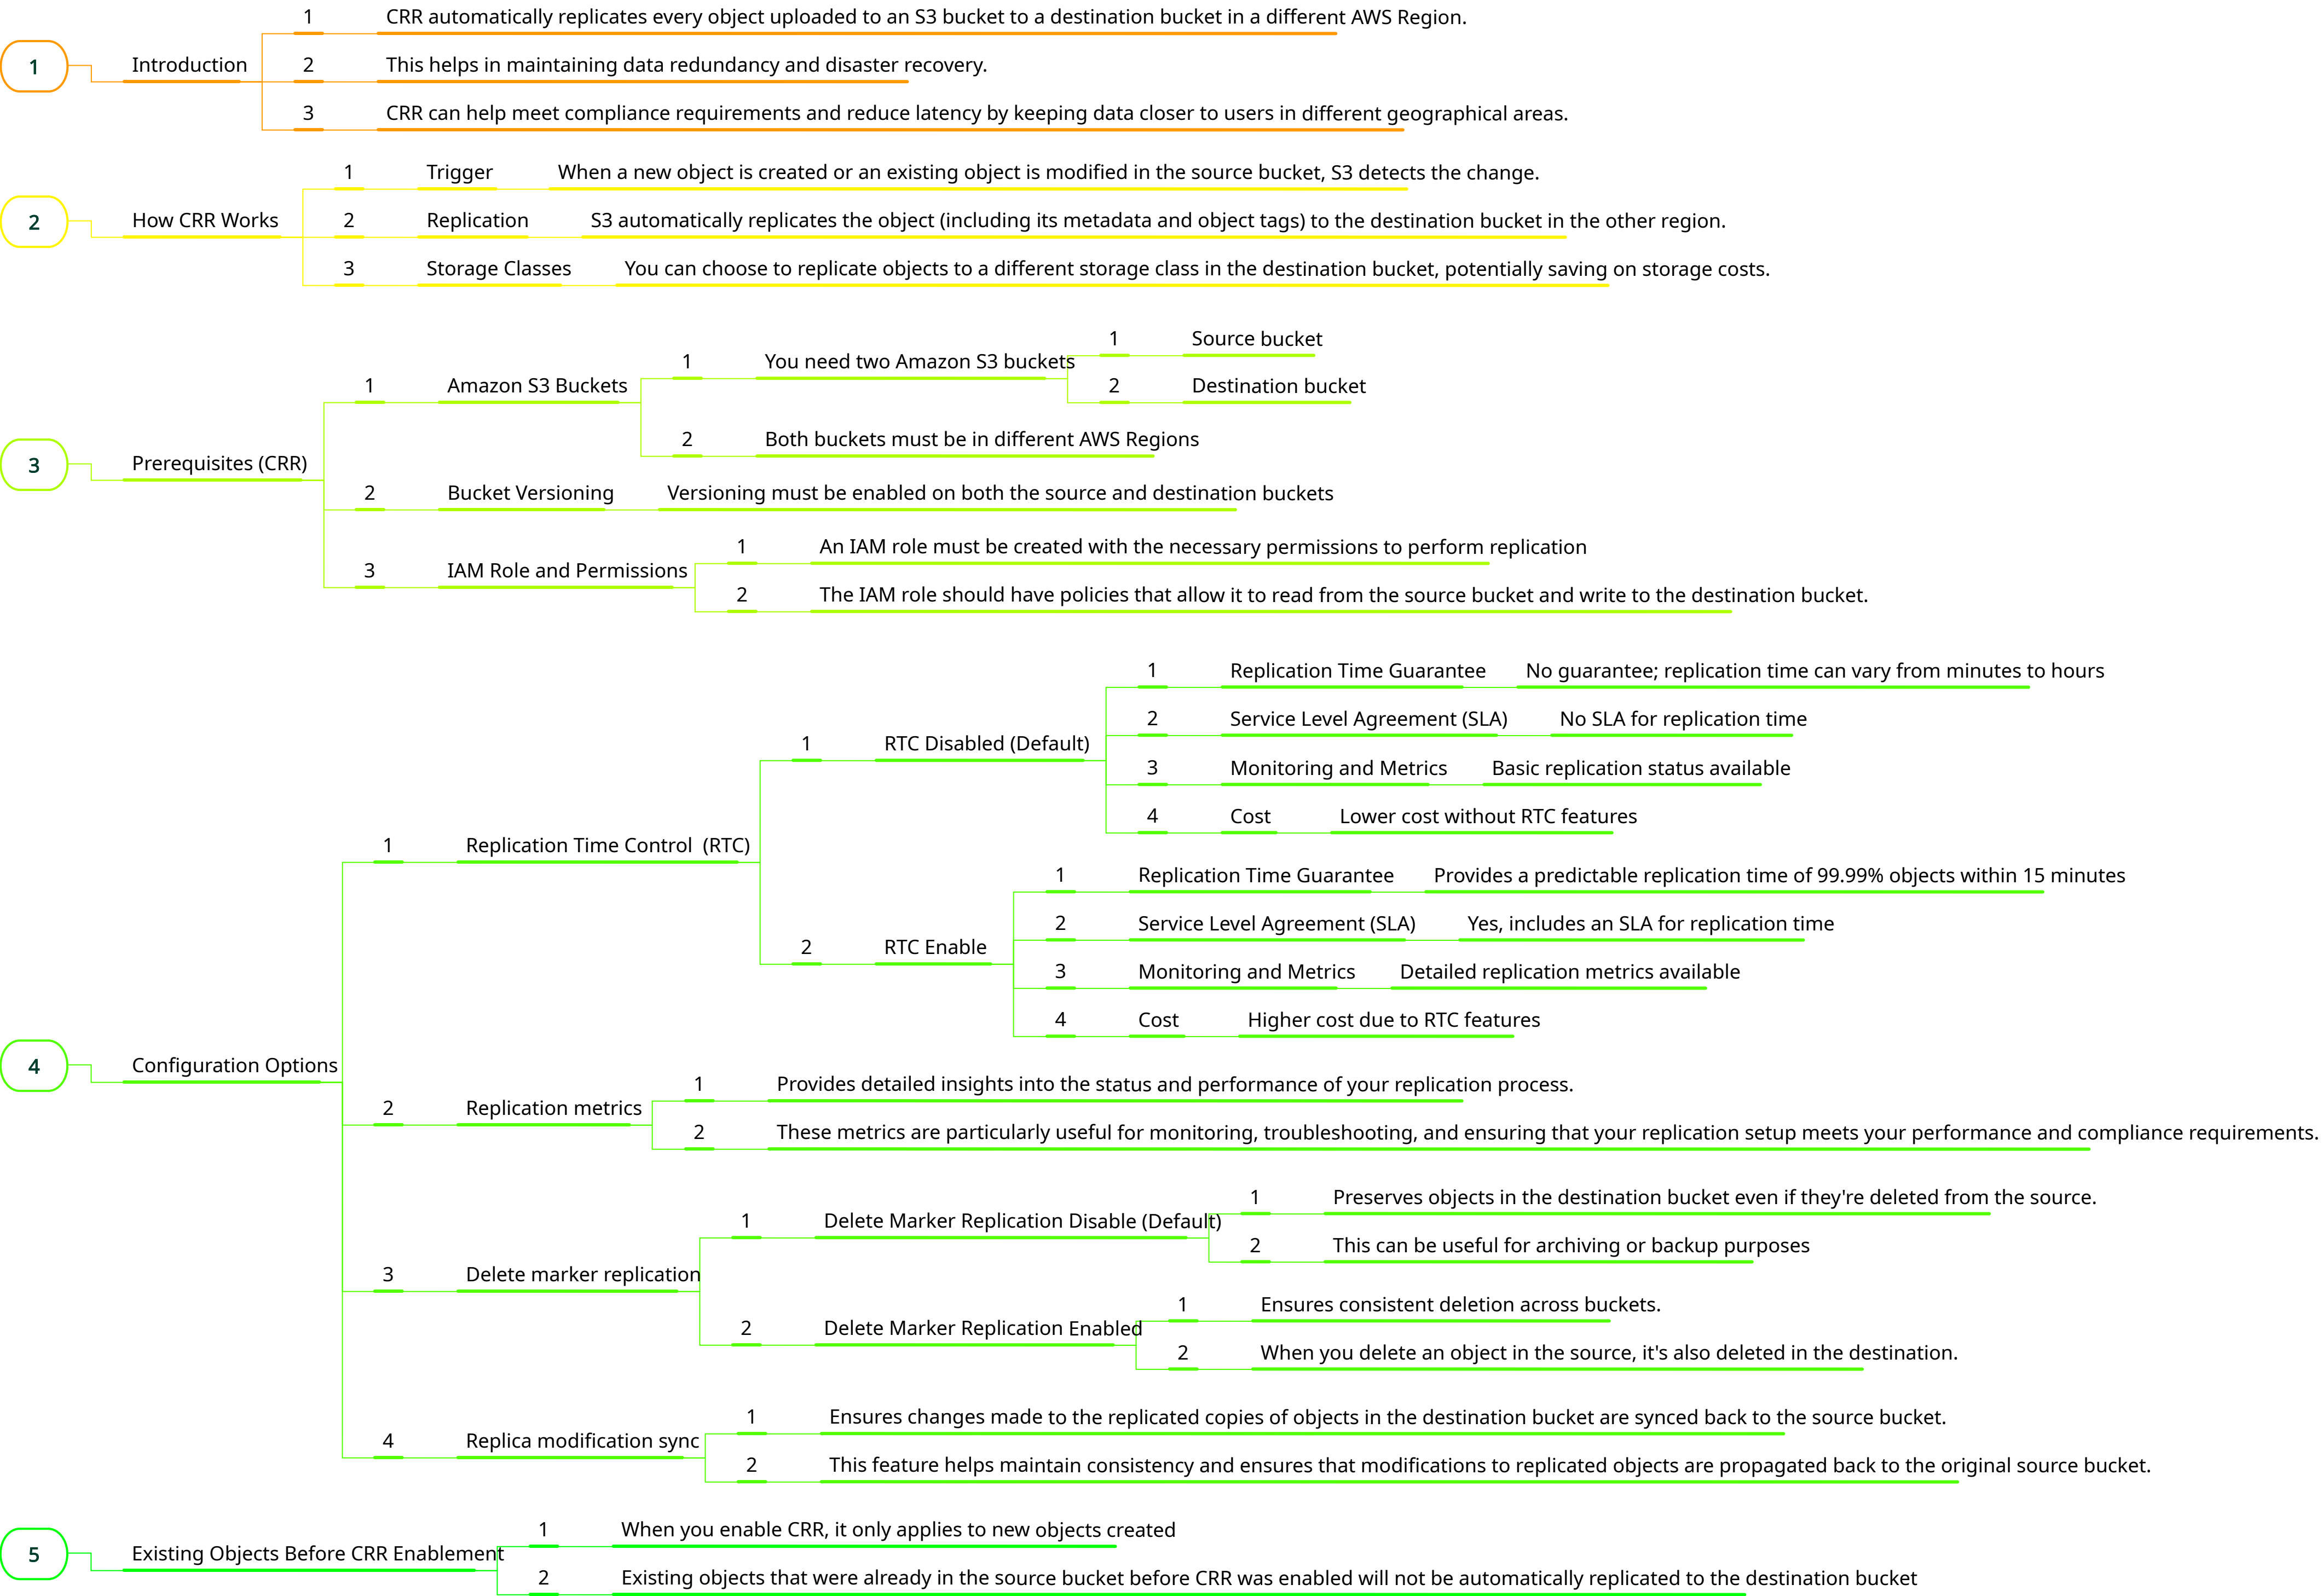 1
Introduction
1 CRR automatically replicates every object uploaded to an S3 bucket to a destination bucket in a different AWS Region.
2 This helps in maintaining data redundancy and disaster recovery.
3 CRR can help meet compliance requirements and reduce latency by keeping data closer to users in different geographical areas.
2
How CRR Works
1 Trigger When a new object is created or an existing object is modified in the source bucket, S3 detects the change.
2 Replication S3 automatically replicates the object (including its metadata and object tags) to the destination bucket in the other region.
3 Storage Classes You can choose to replicate objects to a different storage class in the destination bucket, potentially saving on storage costs.
3
Prerequisites (CRR)
1 Amazon S3 Buckets
1 You need two Amazon S3 buckets
1 Source bucket
2 Destination bucket
2 Both buckets must be in different AWS Regions
2 Bucket Versioning Versioning must be enabled on both the source and destination buckets
3 IAM Role and Permissions
1 An IAM role must be created with the necessary permissions to perform replication
2 The IAM role should have policies that allow it to read from the source bucket and write to the destination bucket.
4
Configuration Options
1 Replication Time Control (RTC)
1 RTC Disabled (Default)
1 Replication Time Guarantee No guarantee; replication time can vary from minutes to hours
2 Service Level Agreement (SLA) No SLA for replication time
3 Monitoring and Metrics Basic replication status available
4 Cost Lower cost without RTC features
2 RTC Enable
1 Replication Time Guarantee Provides a predictable replication time of 99.99% objects within 15 minutes
2 Service Level Agreement (SLA) Yes, includes an SLA for replication time
3 Monitoring and Metrics Detailed replication metrics available
4 Cost Higher cost due to RTC features
2 Replication metrics
1 Provides detailed insights into the status and performance of your replication process.
2 These metrics are particularly useful for monitoring, troubleshooting, and ensuring that your replication setup meets your performance and compliance requirements.
3 Delete marker replication
1 Delete Marker Replication Disable (Default)
1 Preserves objects in the destination bucket even if they're deleted from the source.
2 This can be useful for archiving or backup purposes
2 Delete Marker Replication Enabled
1 Ensures consistent deletion across buckets.
2 When you delete an object in the source, it's also deleted in the destination.
4 Replica modification sync
1 Ensures changes made to the replicated copies of objects in the destination bucket are synced back to the source bucket.
2 This feature helps maintain consistency and ensures that modifications to replicated objects are propagated back to the original source bucket.
5
Existing Objects Before CRR Enablement
1 When you enable CRR, it only applies to new objects created
2 Existing objects that were already in the source bucket before CRR was enabled will not be automatically replicated to the destination bucket